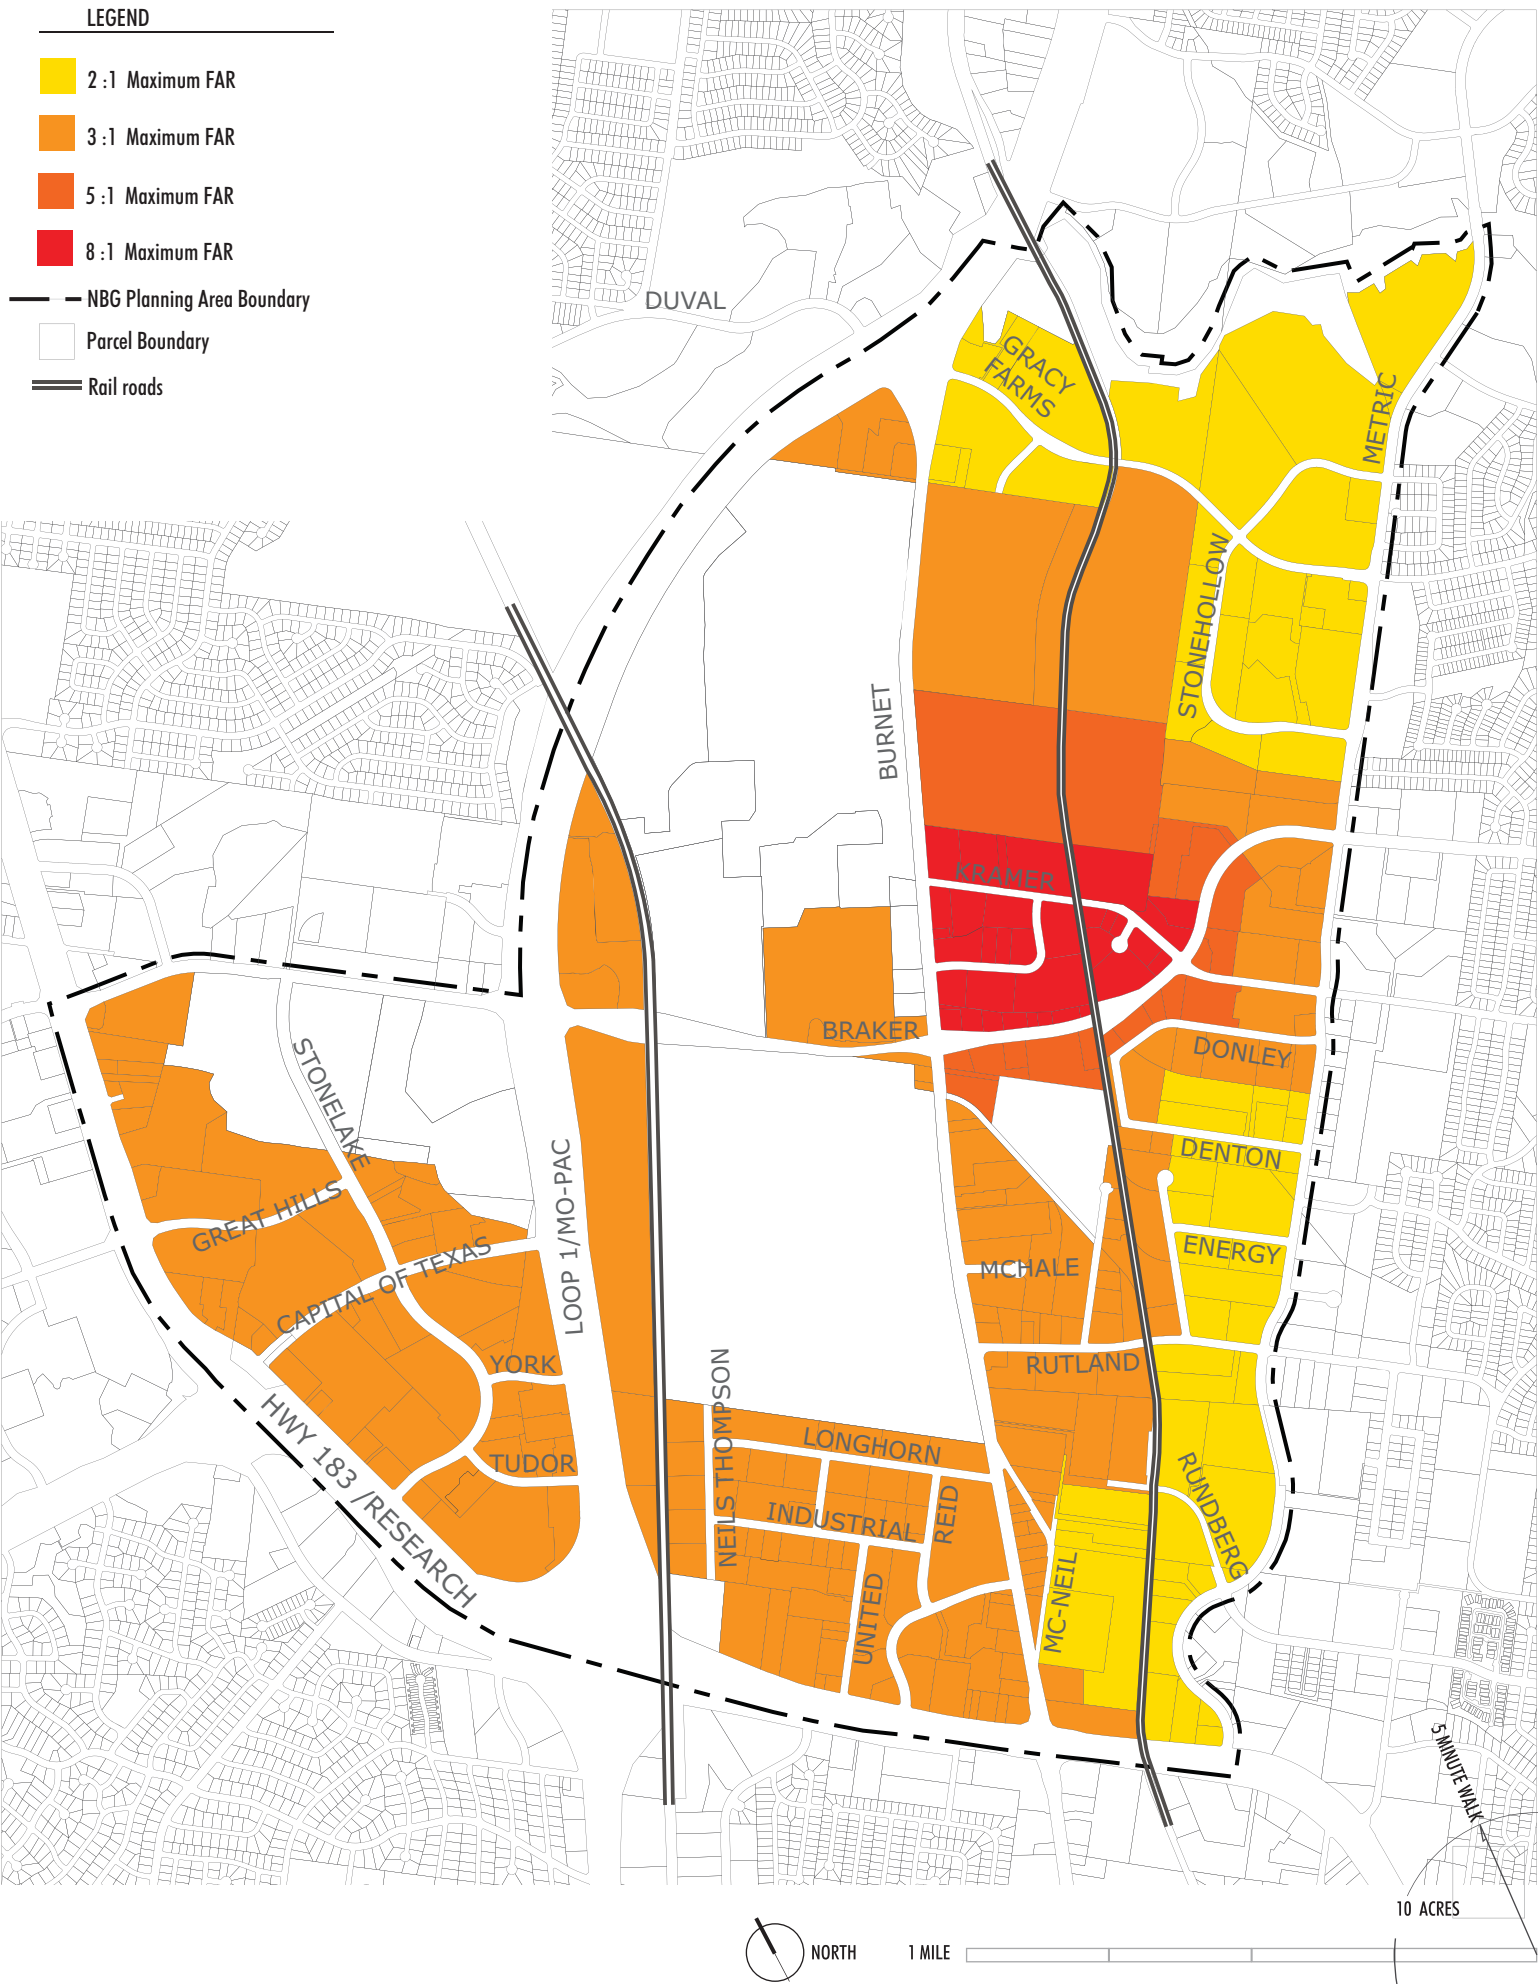 LEGEND
2 :1 Maximum FAR
3 :1 Maximum FAR
5 :1 Maximum FAR
8 :1 Maximum FAR
NBG Planning Area Boundary
Parcel Boundary
Rail roads
DUVAL
GRACY
FARMS
METRIC
STONEHOLLOW
BURNET
KRAMER
BRAKER
DONLEY
STONELAKE
DENTON
GREAT HILLS
LOOP 1/MO-PAC
CAPITAL OF TEXAS
ENERGY
MCHALE
YORK
RUTLAND
HWY 183 /RESEARCH
NEILS THOMPSON
LONGHORN
TUDOR
INDUSTRIAL
REID
RUNDBERG
UNITED
MC-NEIL
5 MINUTE WALK
10 ACRES
NORTH
1 MILE